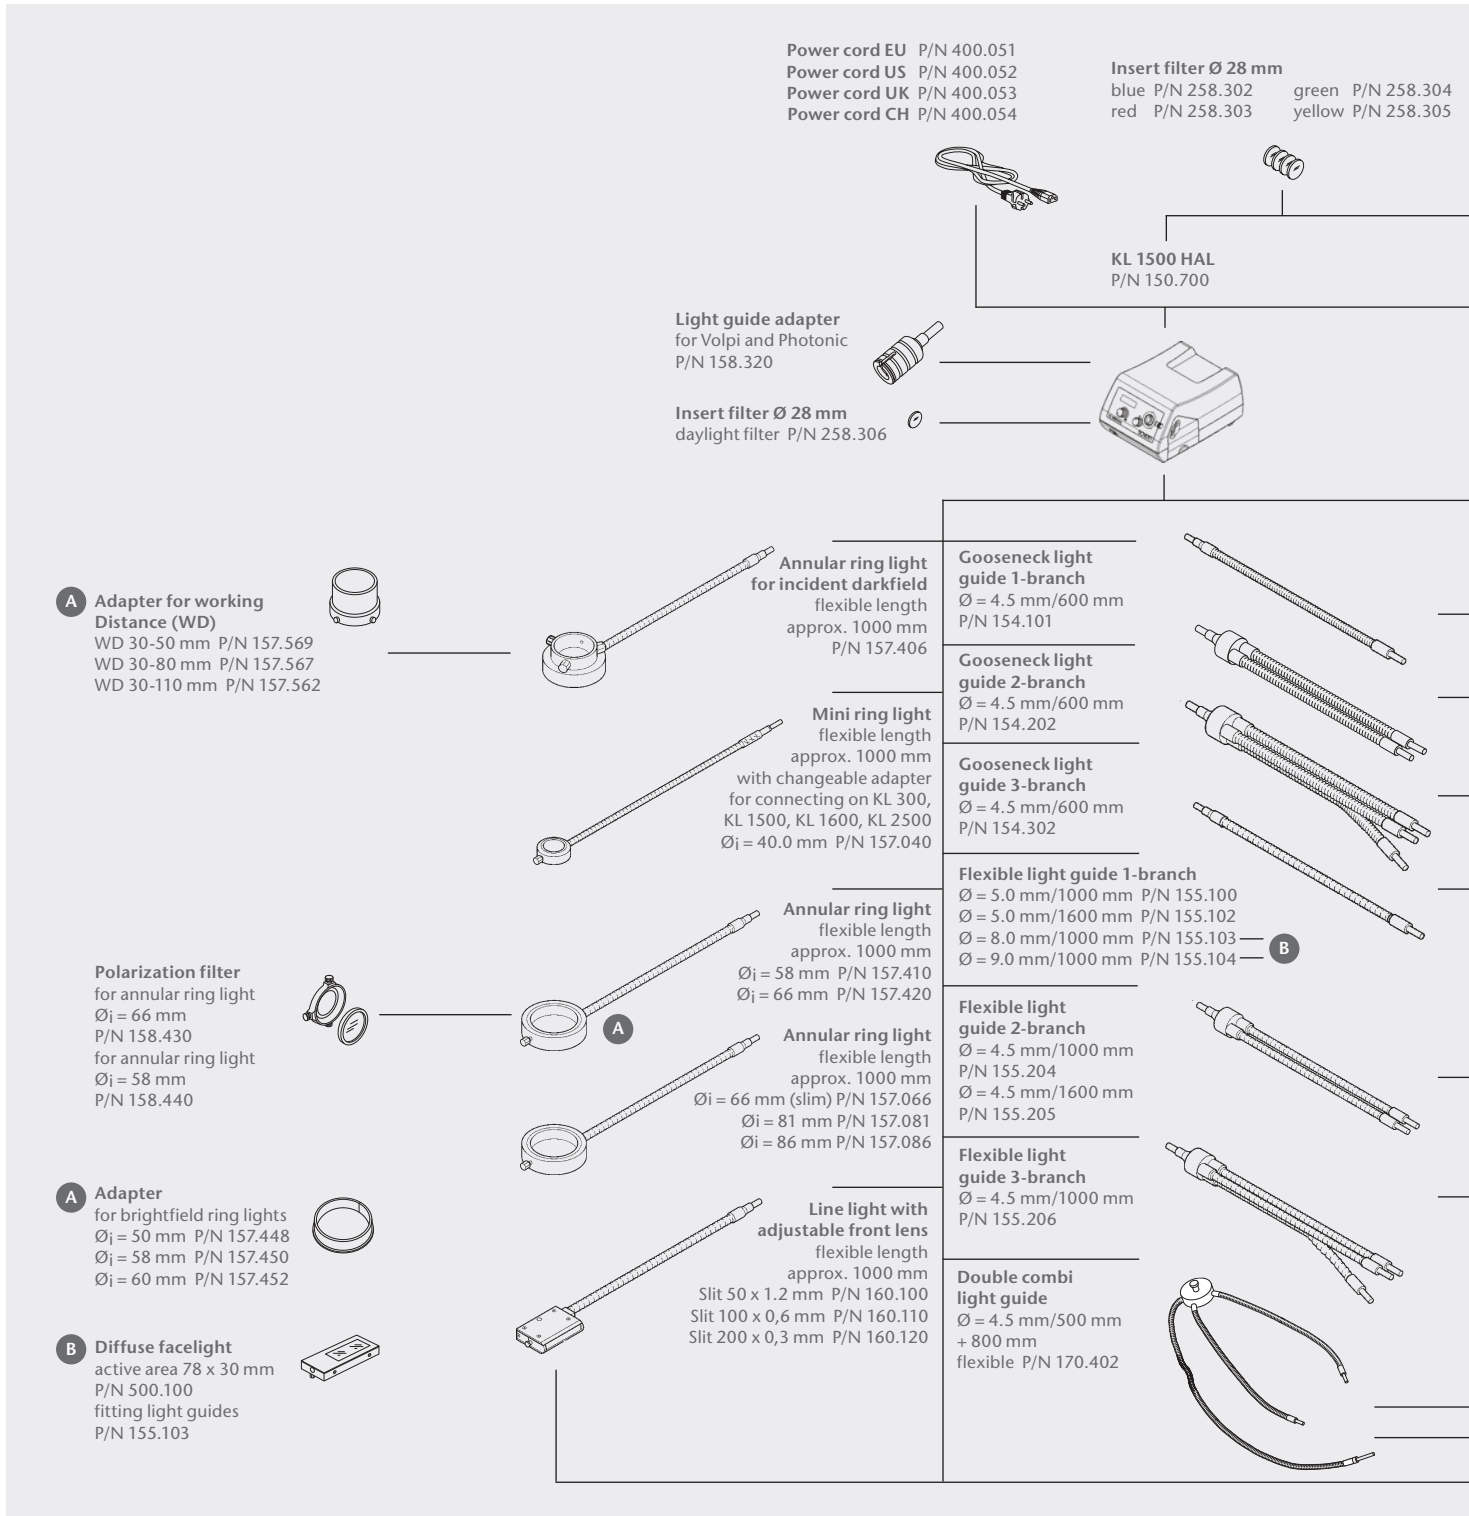 Power cord EU P/N 400.051
Power cord US P/N 400.052
Power cord UK P/N 400.053
Power cord CH P/N 400.054
Insert filter Ø 28 mm
blue P/N 258.302 green P/N 258.304
red P/N 258.303 yellow P/N 258.305
KL 1500 HAL
P/N 150.700
Light guide adapter
for Volpi and Photonic
P/N 158.320
Insert filter Ø 28 mm
daylight filter P/N 258.306
A Adapter for working
Distance (WD)
WD 30-50 mm P/N 157.569
WD 30-80 mm P/N 157.567
WD 30-110 mm P/N 157.562
Polarization filter
for annular ring light
Øi = 66 mm
P/N 158.430
for annular ring light
Øi = 58 mm
P/N 158.440
A Adapter
for brightfield ring lights
Øi = 50 mm P/N 157.448
Øi = 58 mm P/N 157.450
Øi = 60 mm P/N 157.452
B Diffuse facelight
active area 78 x 30 mm
P/N 500.100
fitting light guides
P/N 155.103
Annular ring light
for incident darkfield
flexible length
approx. 1000 mm
P/N 157.406
Mini ring light
flexible length
approx. 1000 mm
with changeable adapter
for connecting on KL 300,
KL 1500, KL 1600, KL 2500
Øi = 40.0 mm P/N 157.040
Annular ring light
flexible length
approx. 1000 mm
Øi = 58 mm P/N 157.410
Øi = 66 mm P/N 157.420
A
Annular ring light
flexible length
approx. 1000 mm
Øi = 66 mm (slim) P/N 157.066
Øi = 81 mm P/N 157.081
Øi = 86 mm P/N 157.086
Line light with
adjustable front lens
flexible length
approx. 1000 mm
Slit 50 x 1.2 mm P/N 160.100
Slit 100 x 0,6 mm P/N 160.110
Slit 200 x 0,3 mm P/N 160.120
Gooseneck light
guide 1-branch
Ø = 4.5 mm/600 mm
P/N 154.101
Gooseneck light
guide 2-branch
Ø = 4.5 mm/600 mm
P/N 154.202
Gooseneck light
guide 3-branch
Ø = 4.5 mm/600 mm
P/N 154.302
Flexible light guide 1-branch
Ø = 5.0 mm/1000 mm P/N 155.100
Ø = 5.0 mm/1600 mm P/N 155.102
Ø = 8.0 mm/1000 mm P/N 155.103
Ø = 9.0 mm/1000 mm P/N 155.104
B
Flexible light
guide 2-branch
Ø = 4.5 mm/1000 mm
P/N 155.204
Ø = 4.5 mm/1600 mm
P/N 155.205
Flexible light
guide 3-branch
Ø = 4.5 mm/1000 mm
P/N 155.206
Double combi
light guide
Ø = 4.5 mm/500 mm
+ 800 mm
flexible P/N 170.402